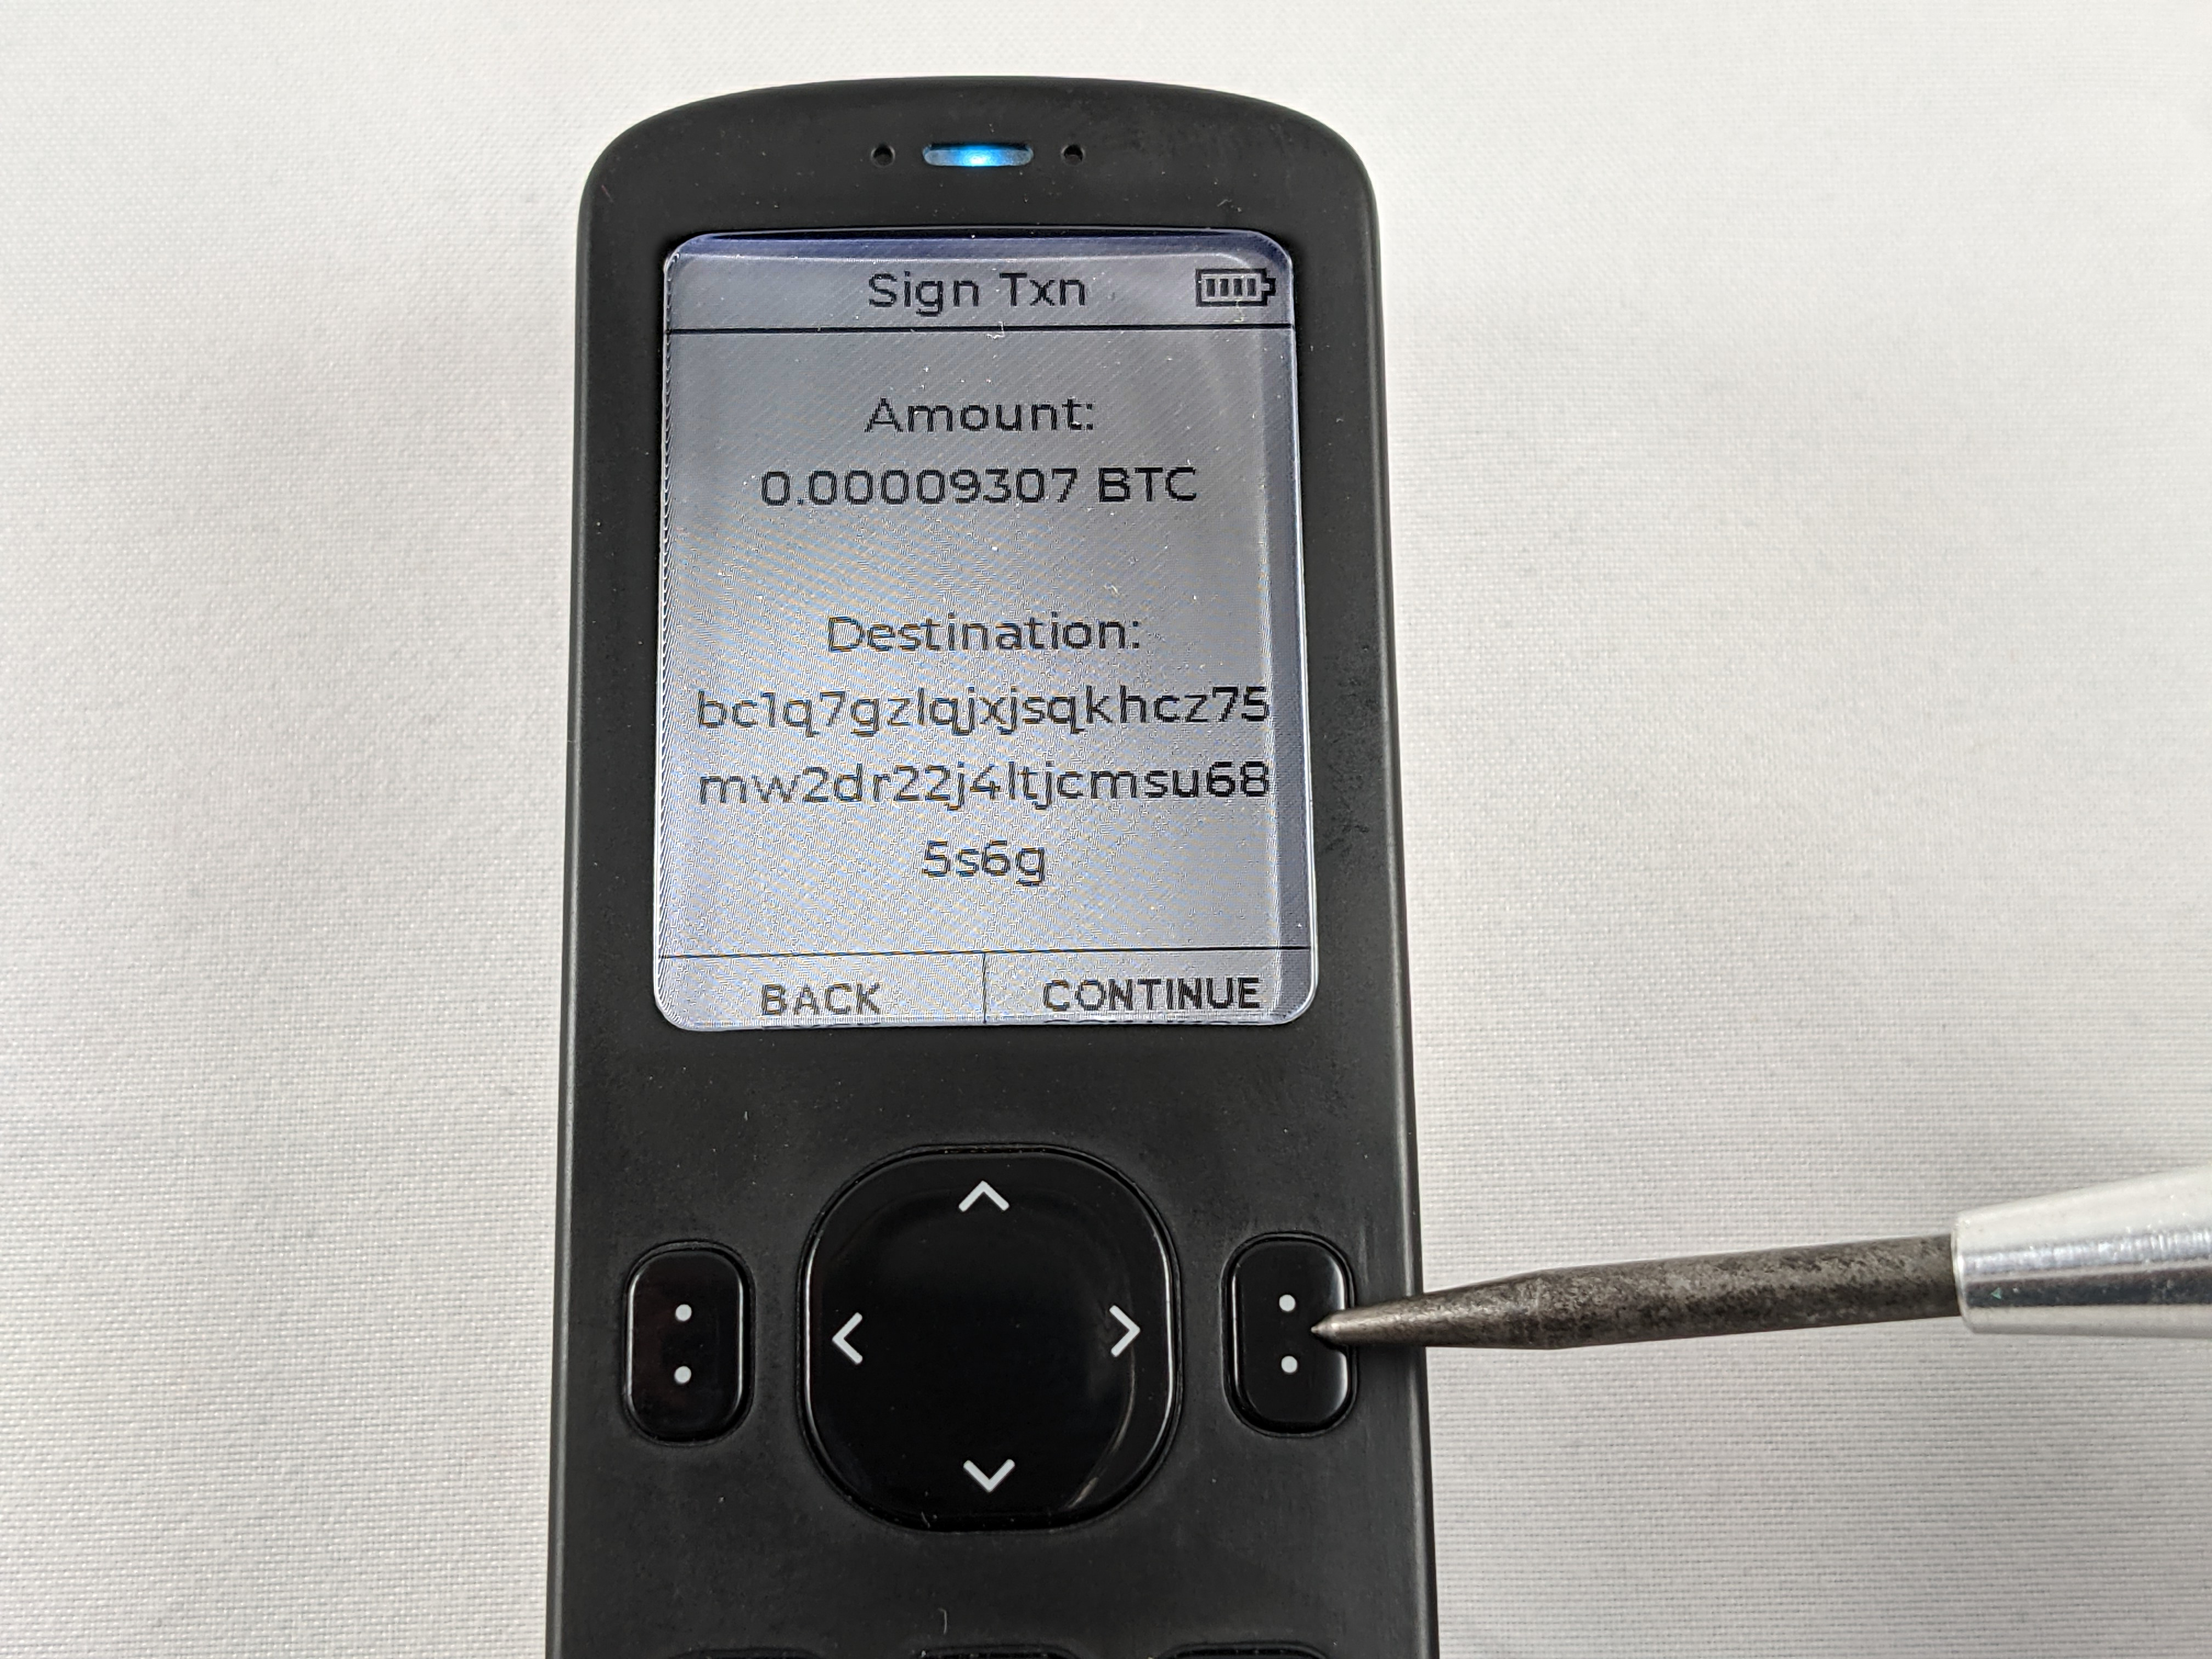 Sign Txn
Amount:
0.00009307 BTC
Destination:
bc1q7gzlqjxjsqkhcz75
mw2dr22j4ltjcmsu68
5s6g
BACK
CONTINUE